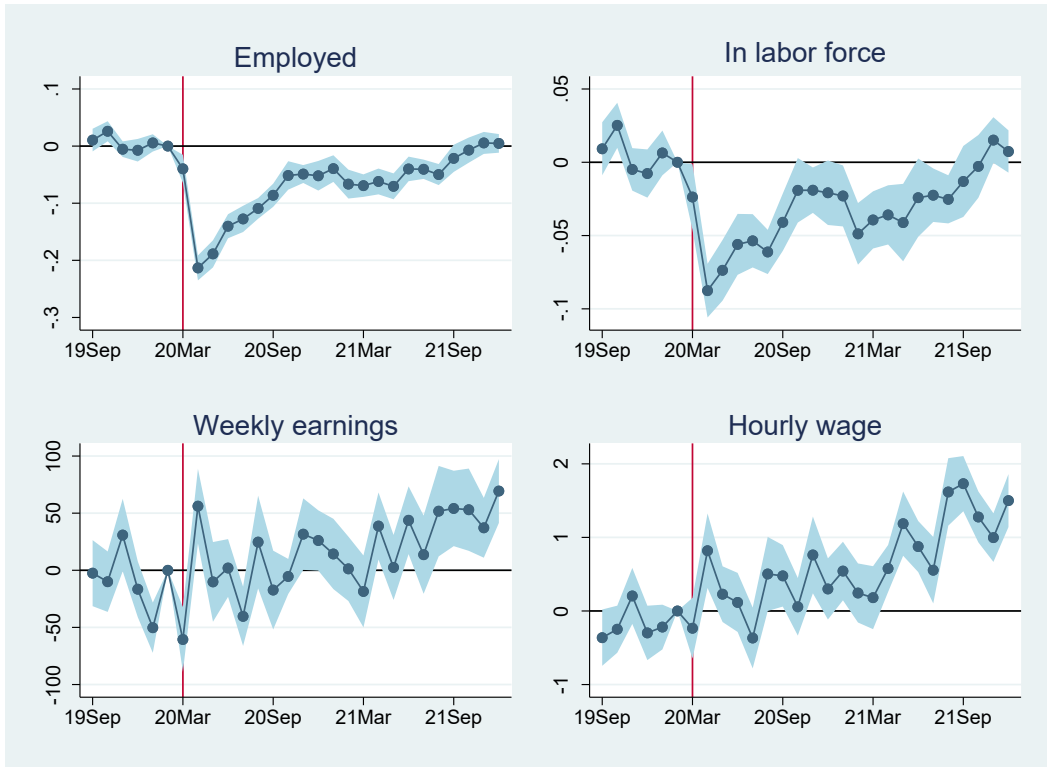 Employed
.1
0
-.1
-.2
-.3
19Sep 20Mar 20Sep 21Mar 21Sep
In labor force
.05
0
-.05
-.1
19Sep 20Mar 20Sep 21Mar 21Sep
Weekly earnings
100
50
0
-50
-100
19Sep 20Mar 20Sep 21Mar 21Sep
Hourly wage
2
1
0
-1
19Sep 20Mar 20Sep 21Mar 21Sep